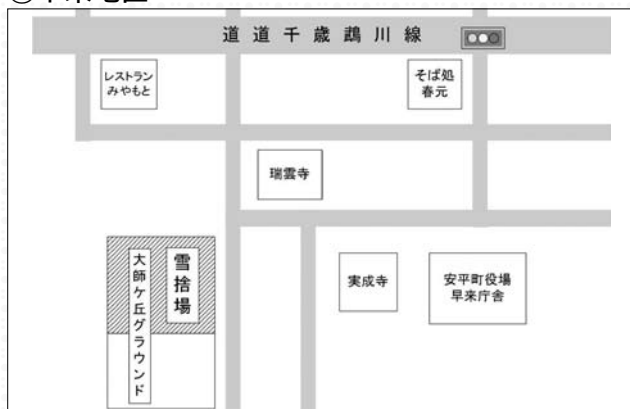 道道千歳鵡川線
レストラン
みやもと
そば処
春元
瑞雲寺
雪捨場
大師ケ丘グラウンド
実成寺
安平町役場
早来庁舎